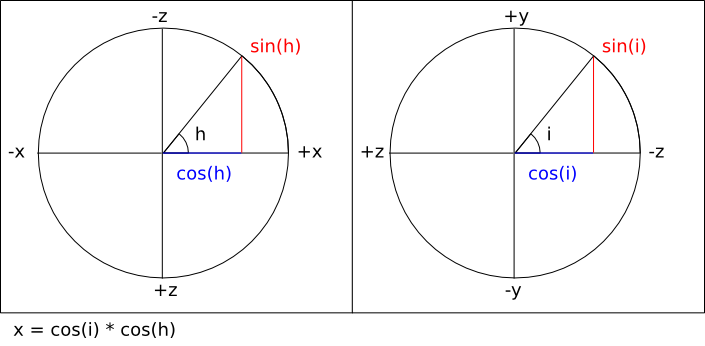 -z
sin(h)
h
-x
+x
cos(h)
+z
+y
sin(i)
i
+z
-z
cos(i)
-y
x = cos(i) * cos(h)